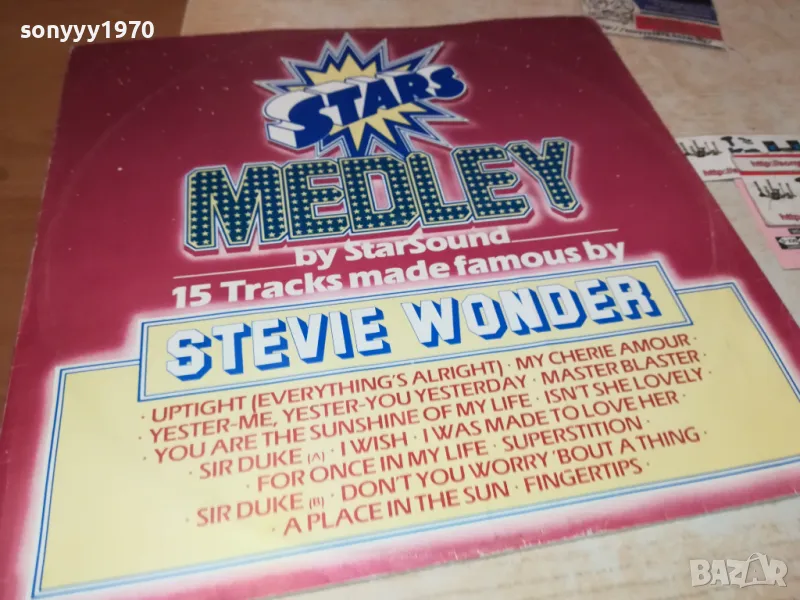 sonyyy1970
STARS
MEDLEY
by StarSound
15 Tracks made famous by
STEVIE WONDER
· UPTIGHT (EVERYTHING'S ALRIGHT) · MY CHERIE AMOUR ·
· YESTER-ME, YESTER-YOU YESTERDAY · MASTER BLASTER ·
YOU ARE THE SUNSHINE OF MY LIFE · ISN'T SHE LOVELY ·
· SIR DUKE (A) · I WISH · I WAS MADE TO LOVE HER ·
· FOR ONCE IN MY LIFE · SUPERSTITION ·
· SIR DUKE (B) · DON'T YOU WORRY 'BOUT A THING ·
· A PLACE IN THE SUN · FINGERTIPS ·
BAZAR